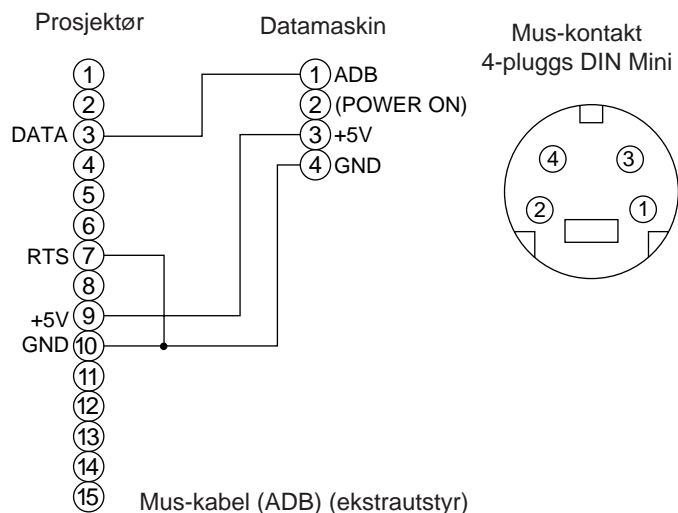 Prosjektør
Datamaskin
Mus-kontakt
4-pluggs DIN Mini
1
2
DATA 3
4
5
6
RTS 7
8
+5V 9
GND 10
11
12
13
14
15
1 ADB
2 (POWER ON)
3 +5V
4 GND
4 3
2 1
Mus-kabel (ADB) (ekstrautstyr)